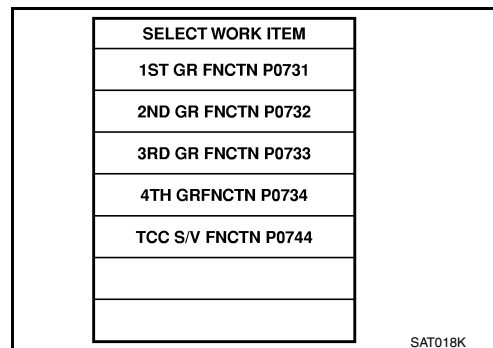 SELECT WORK ITEM
1ST GR FNCTN P0731
2ND GR FNCTN P0732
3RD GR FNCTN P0733
4TH GRFNCTN P0734
TCC S/V FNCTN P0744
SAT018K